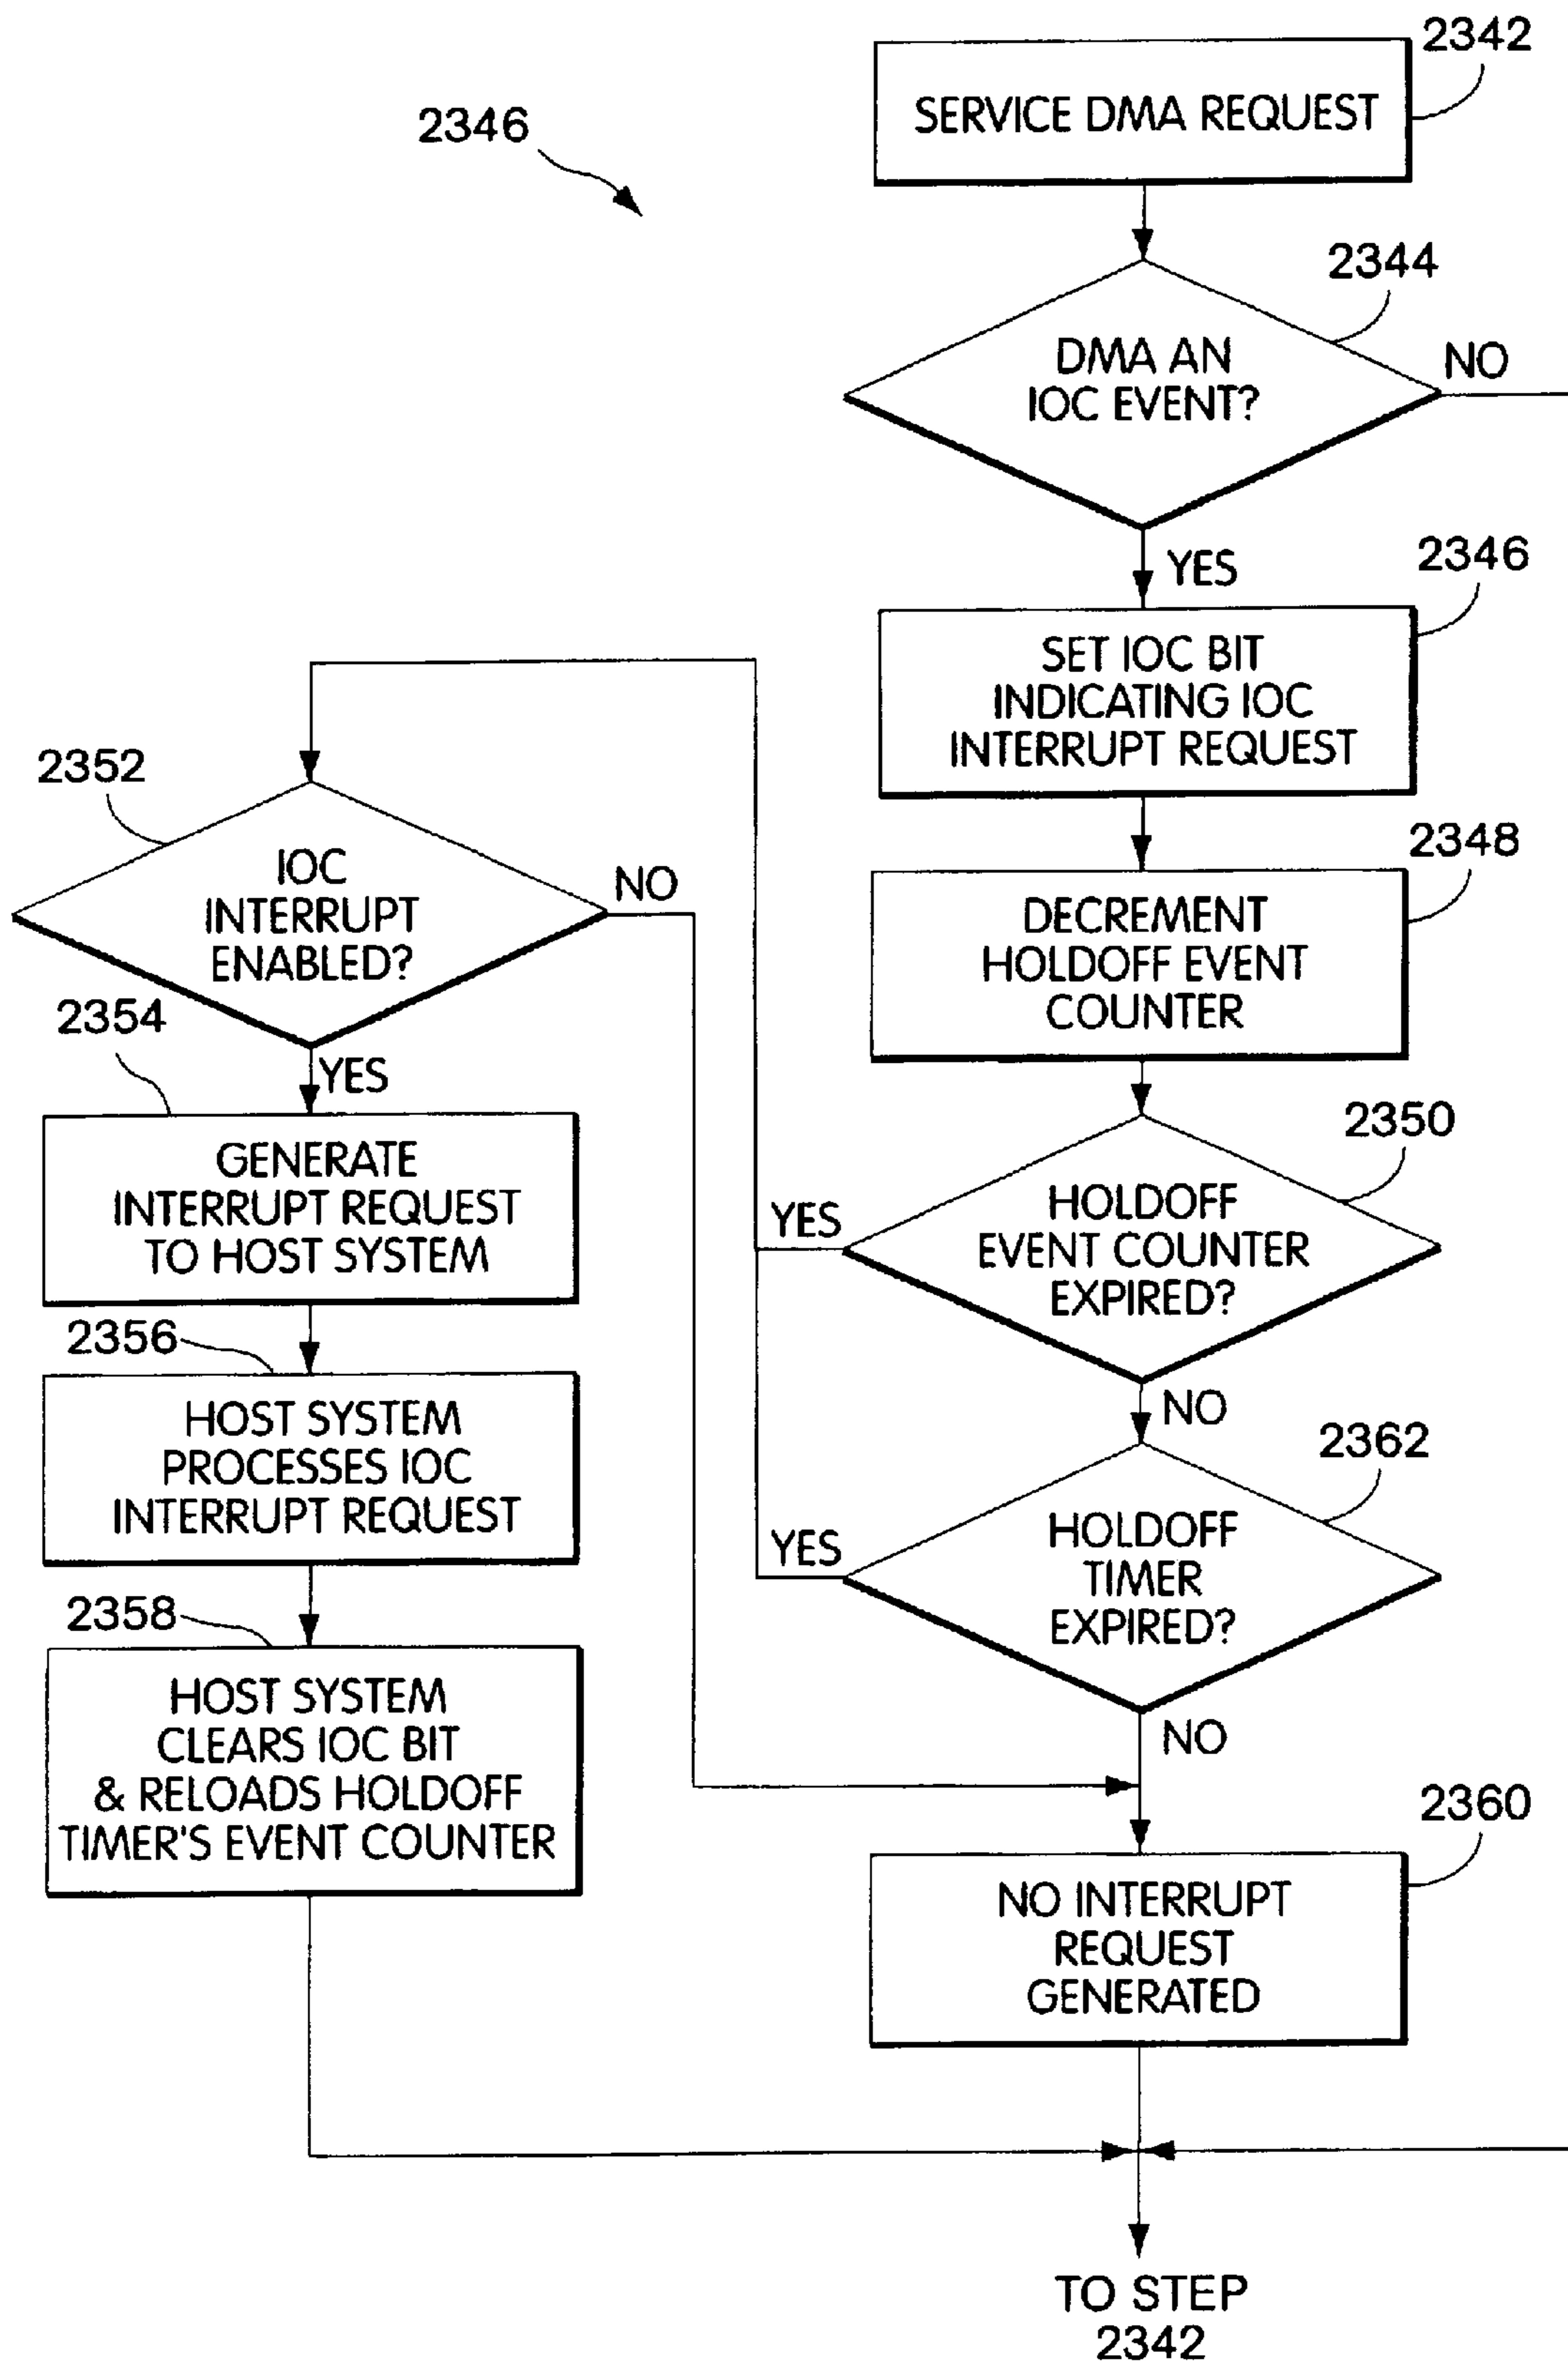 2342
SERVICE DMA REQUEST
2346
2344
DMA AN
IOC EVENT?
NO
YES
2346
SET IOC BIT
INDICATING IOC
INTERRUPT REQUEST
2348
DECREMENT
HOLDOFF EVENT
COUNTER
2350
HOLDOFF
EVENT COUNTER
EXPIRED?
YES
NO
2362
HOLDOFF
TIMER
EXPIRED?
YES
NO
2352
IOC
INTERRUPT
ENABLED?
NO
YES
2354
GENERATE
INTERRUPT REQUEST
TO HOST SYSTEM
2356
HOST SYSTEM
PROCESSES IOC
INTERRUPT REQUEST
2358
HOST SYSTEM
CLEARS IOC BIT
& RELOADS HOLDOFF
TIMER'S EVENT COUNTER
2360
NO INTERRUPT
REQUEST
GENERATED
TO STEP
2342